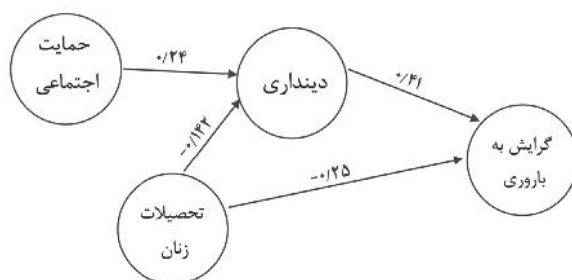 حمایت
اجتماعی
۰/۲۴
دینداری
۰/۴۱
-۰/۱۴۲
گرایش به
باروری
-۰/۲۵
تحصیلات
زنان